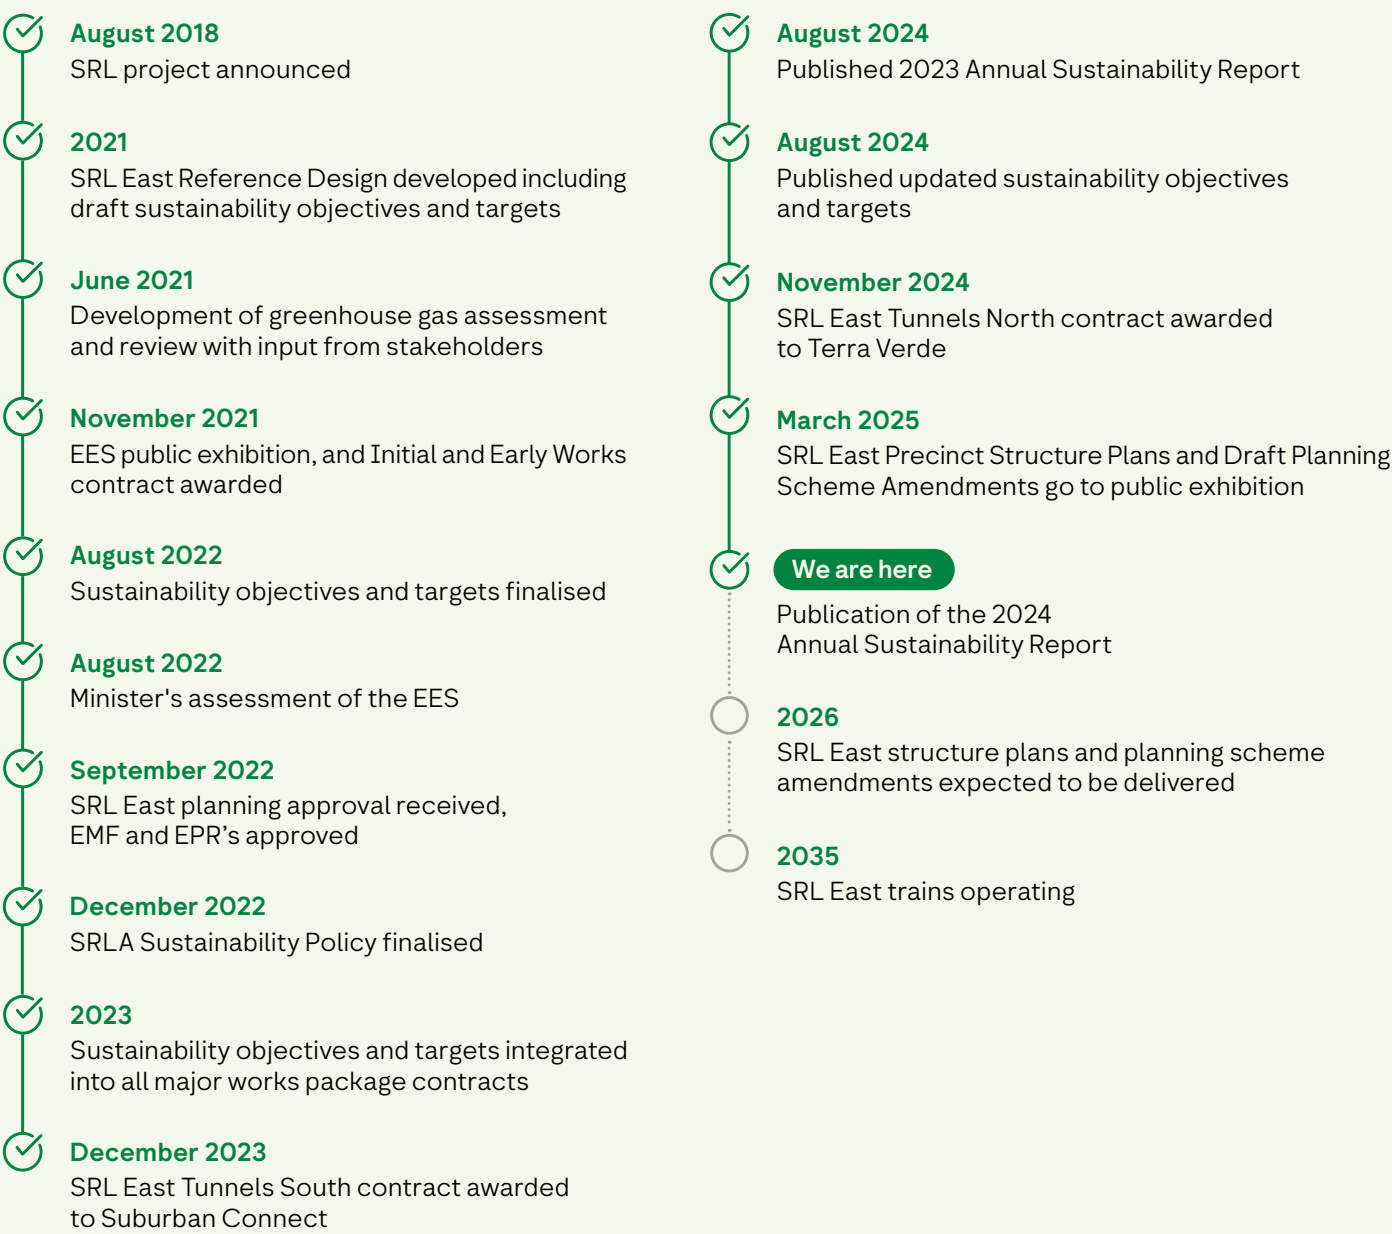 August 2018
SRL project announced
2021
SRL East Reference Design developed including
draft sustainability objectives and targets
June 2021
Development of greenhouse gas assessment
and review with input from stakeholders
November 2021
EES public exhibition, and Initial and Early Works
contract awarded
August 2022
Sustainability objectives and targets finalised
August 2022
Minister's assessment of the EES
September 2022
SRL East planning approval received,
EMF and EPR’s approved
December 2022
SRLA Sustainability Policy finalised
2023
Sustainability objectives and targets integrated
into all major works package contracts
December 2023
SRL East Tunnels South contract awarded
to Suburban Connect
August 2024
Published 2023 Annual Sustainability Report
August 2024
Published updated sustainability objectives
and targets
November 2024
SRL East Tunnels North contract awarded
to Terra Verde
March 2025
SRL East Precinct Structure Plans and Draft Planning
Scheme Amendments go to public exhibition
We are here
Publication of the 2024
Annual Sustainability Report
2026
SRL East structure plans and planning scheme
amendments expected to be delivered
2035
SRL East trains operating